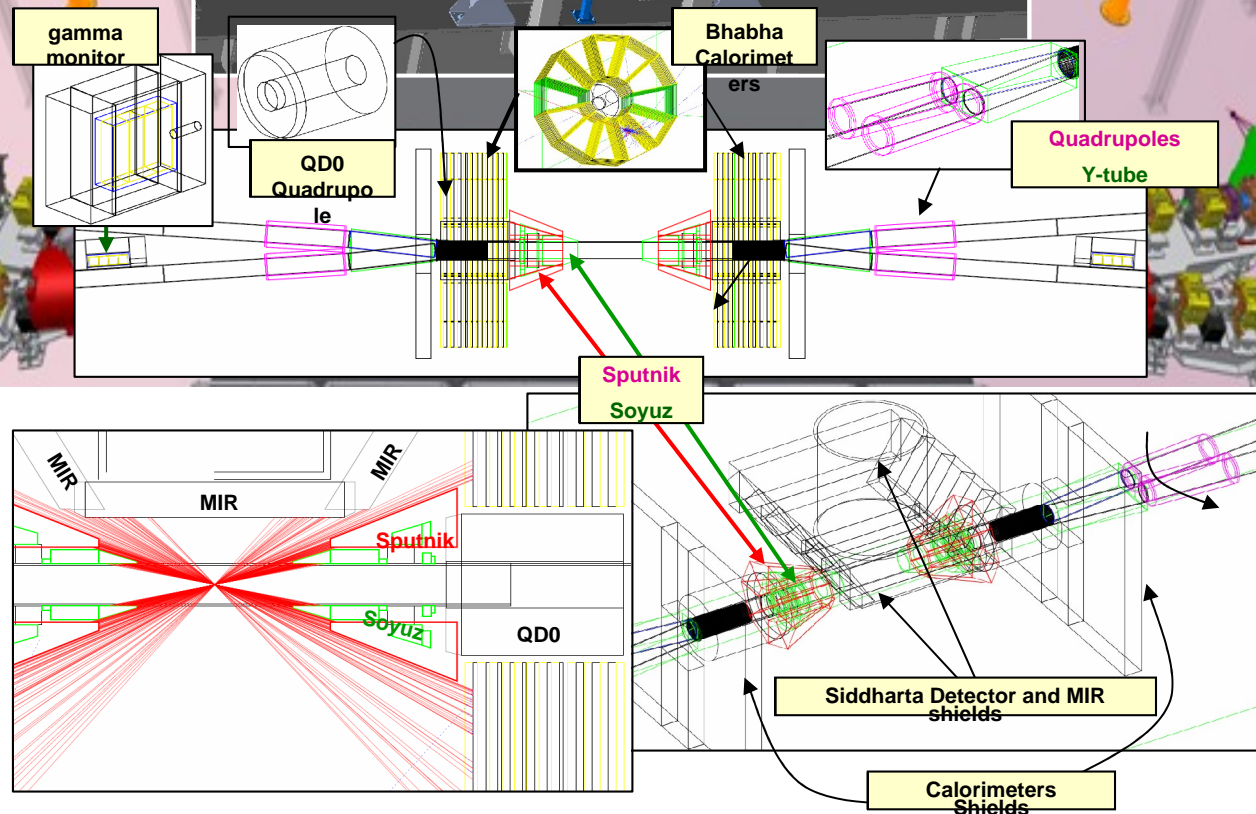 gamma
monitor
Bhabha
Calorimet
ers
QD0
Quadrupo
le
Quadrupoles
Y-tube
Sputnik
Soyuz
MIR
MIR
MIR
Sputnik
Soyuz
QD0
Siddharta Detector and MIR
shields
Calorimeters
Shields